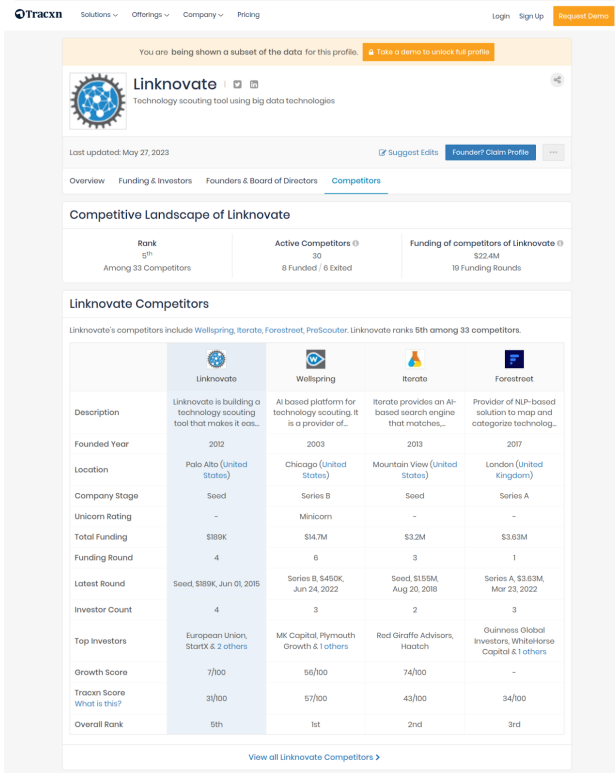 Tracxn Solutions Offerings Company Pricing Login Sign Up Request Demo
You are being shown a subset of the data for this profile. Take a demo to unlock full profile
Linknovate
Technology scouting tool using big data technologies
Last updated: May 27, 2023 Suggest Edits Founder? Claim Profile ...
Overview Funding & Investors Founders & Board of Directors Competitors
Competitive Landscape of Linknovate
Rank Active Competitors Funding of competitors of Linknovate
5th 30 $22.4M
Among 33 Competitors 8 Funded / 6 Exited 19 Funding Rounds
Linknovate Competitors
Linknovate's competitors include Wellspring, Iterate, Forestreet, PreScouter. Linknovate ranks 5th among 33 competitors.
Linknovate Wellspring Iterate Forestreet
Description
Linknovate is building a
technology scouting
tool that makes it eas...
AI based platform for
technology scouting. It
is a provider of...
Iterate provides an AI-
based search engine
that matches,...
Provider of NLP-based
solution to map and
categorize technolog...
Founded Year 2012 2003 2013 2017
Location
Palo Alto (United
States)
Chicago (United
States)
Mountain View (United
States)
London (United
Kingdom)
Company Stage Seed Series B Seed Series A
Unicorn Rating - Minicorn - -
Total Funding $189K $14.7M $3.2M $3.63M
Funding Round 4 6 3 1
Latest Round
Seed, $189K, Jun 01, 2015
Series B, $450K,
Jun 24, 2022
Seed, $1.55M,
Aug 20, 2018
Series A, $3.63M,
Mar 23, 2022
Investor Count 4 3 2 3
Top Investors
European Union,
StartX & 2 others
MK Capital, Plymouth
Growth & 1 others
Red Giraffe Advisors,
Haatch
Guinness Global
Investors, WhiteHorse
Capital & 1 others
Growth Score 7/100 56/100 74/100 -
Tracxn Score
What is this?
31/100 57/100 43/100 34/100
Overall Rank 5th 1st 2nd 3rd
View all Linknovate Competitors